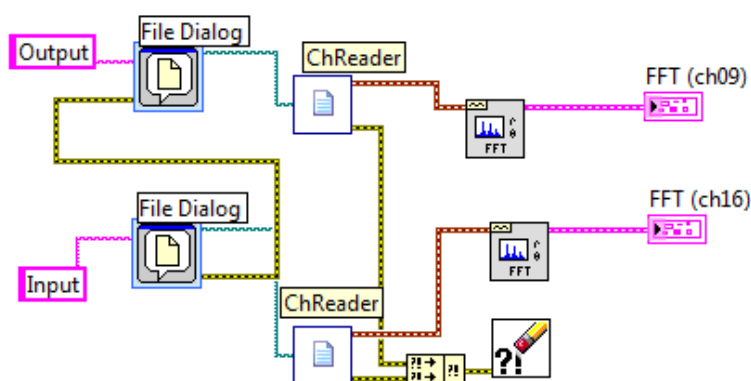 File Dialog
Output
ChReader
FFT (ch09)
FFT
File Dialog
FFT (ch16)
FFT
Input
ChReader
?!
?!
?!
?!